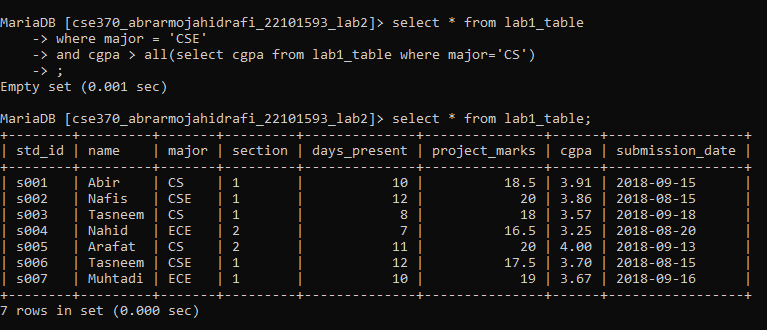 MariaDB [cse370_abrarmojahidrafi_22101593_lab2]> select * from lab1_table
    -> where major = 'CSE'
    -> and cgpa > all(select cgpa from lab1_table where major='CS')
    -> ;
Empty set (0.001 sec)
MariaDB [cse370_abrarmojahidrafi_22101593_lab2]> select * from lab1_table;
+--------+---------+-------+---------+--------------+---------------+------+-----------------+
| std_id | name    | major | section | days_present | project_marks | cgpa | submission_date |
+--------+---------+-------+---------+--------------+---------------+------+-----------------+
| s001   | Abir    | CS    | 1       |           10 |          18.5 | 3.91 | 2018-09-15      |
| s002   | Nafis   | CSE   | 1       |           12 |            20 | 3.86 | 2018-08-15      |
| s003   | Tasneem | CS    | 1       |            8 |            18 | 3.57 | 2018-09-18      |
| s004   | Nahid   | ECE   | 2       |            7 |          16.5 | 3.25 | 2018-08-20      |
| s005   | Arafat  | CS    | 2       |           11 |            20 | 4.00 | 2018-09-13      |
| s006   | Tasneem | CSE   | 1       |           12 |          17.5 | 3.70 | 2018-08-15      |
| s007   | Muhtadi | ECE   | 1       |           10 |            19 | 3.67 | 2018-09-16      |
+--------+---------+-------+---------+--------------+---------------+------+-----------------+
7 rows in set (0.000 sec)